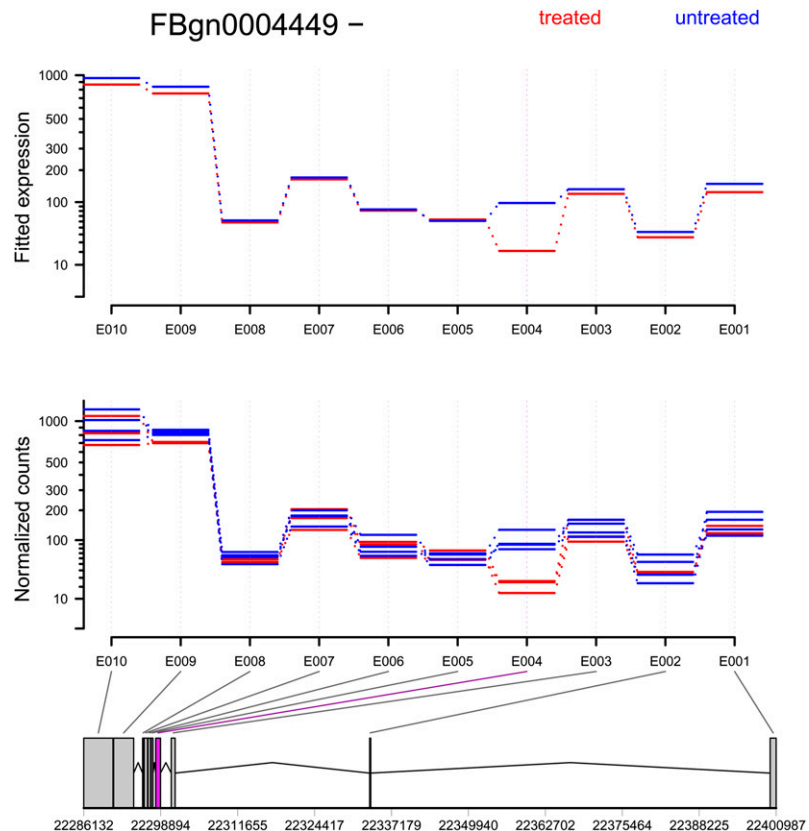 FBgn0004449 − treated untreated
Fitted expression
1000
500
300
200
100
10
E010 E009 E008 E007 E006 E005 E004 E003 E002 E001
Normalized counts
1000
500
300
200
100
10
E010 E009 E008 E007 E006 E005 E004 E003 E002 E001
22286132 22298894 22311655 22324417 22337179 22349940 22362702 22375464 22388225 22400987